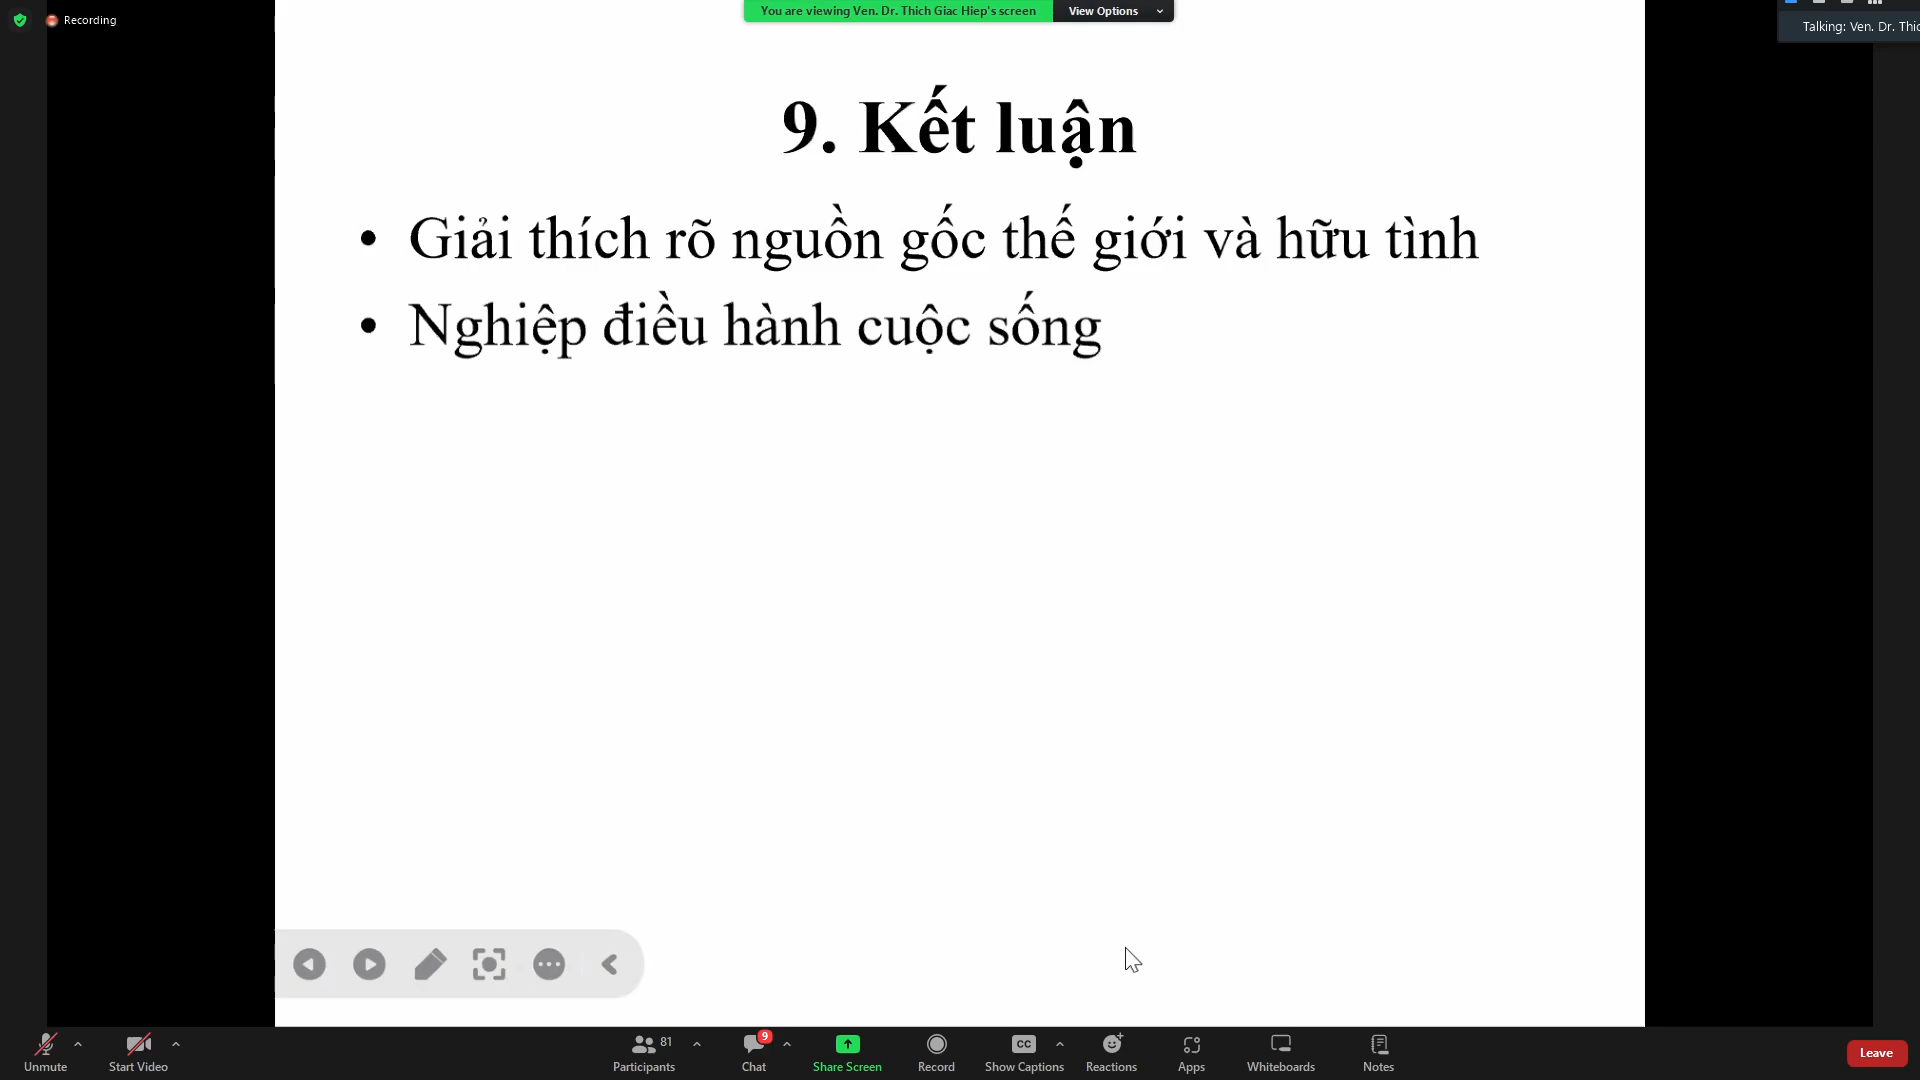 Recording
You are viewing Ven. Dr. Thich Giac Hiep's screen
View Options
Talking: Ven. Dr.
9. Kết luận
• Giải thích rõ nguồn gốc thế giới và hữu tình
• Nghiệp điều hành cuộc sống
Unmute
Start Video
81
Participants
9
Chat
Share Screen
Record
CC
Show Captions
Reactions
Apps
Whiteboards
Notes
Leave